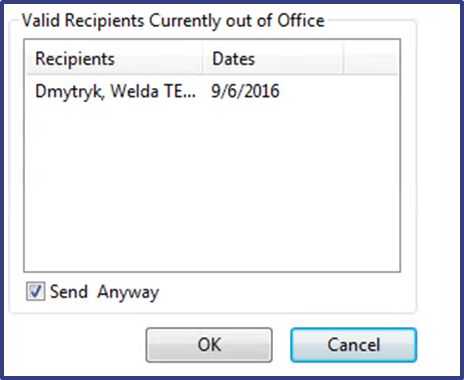 Valid Recipients Currently out of Office
Recipients Dates
Dmytryk, Welda TE... 9/6/2016
Send Anyway
OK Cancel